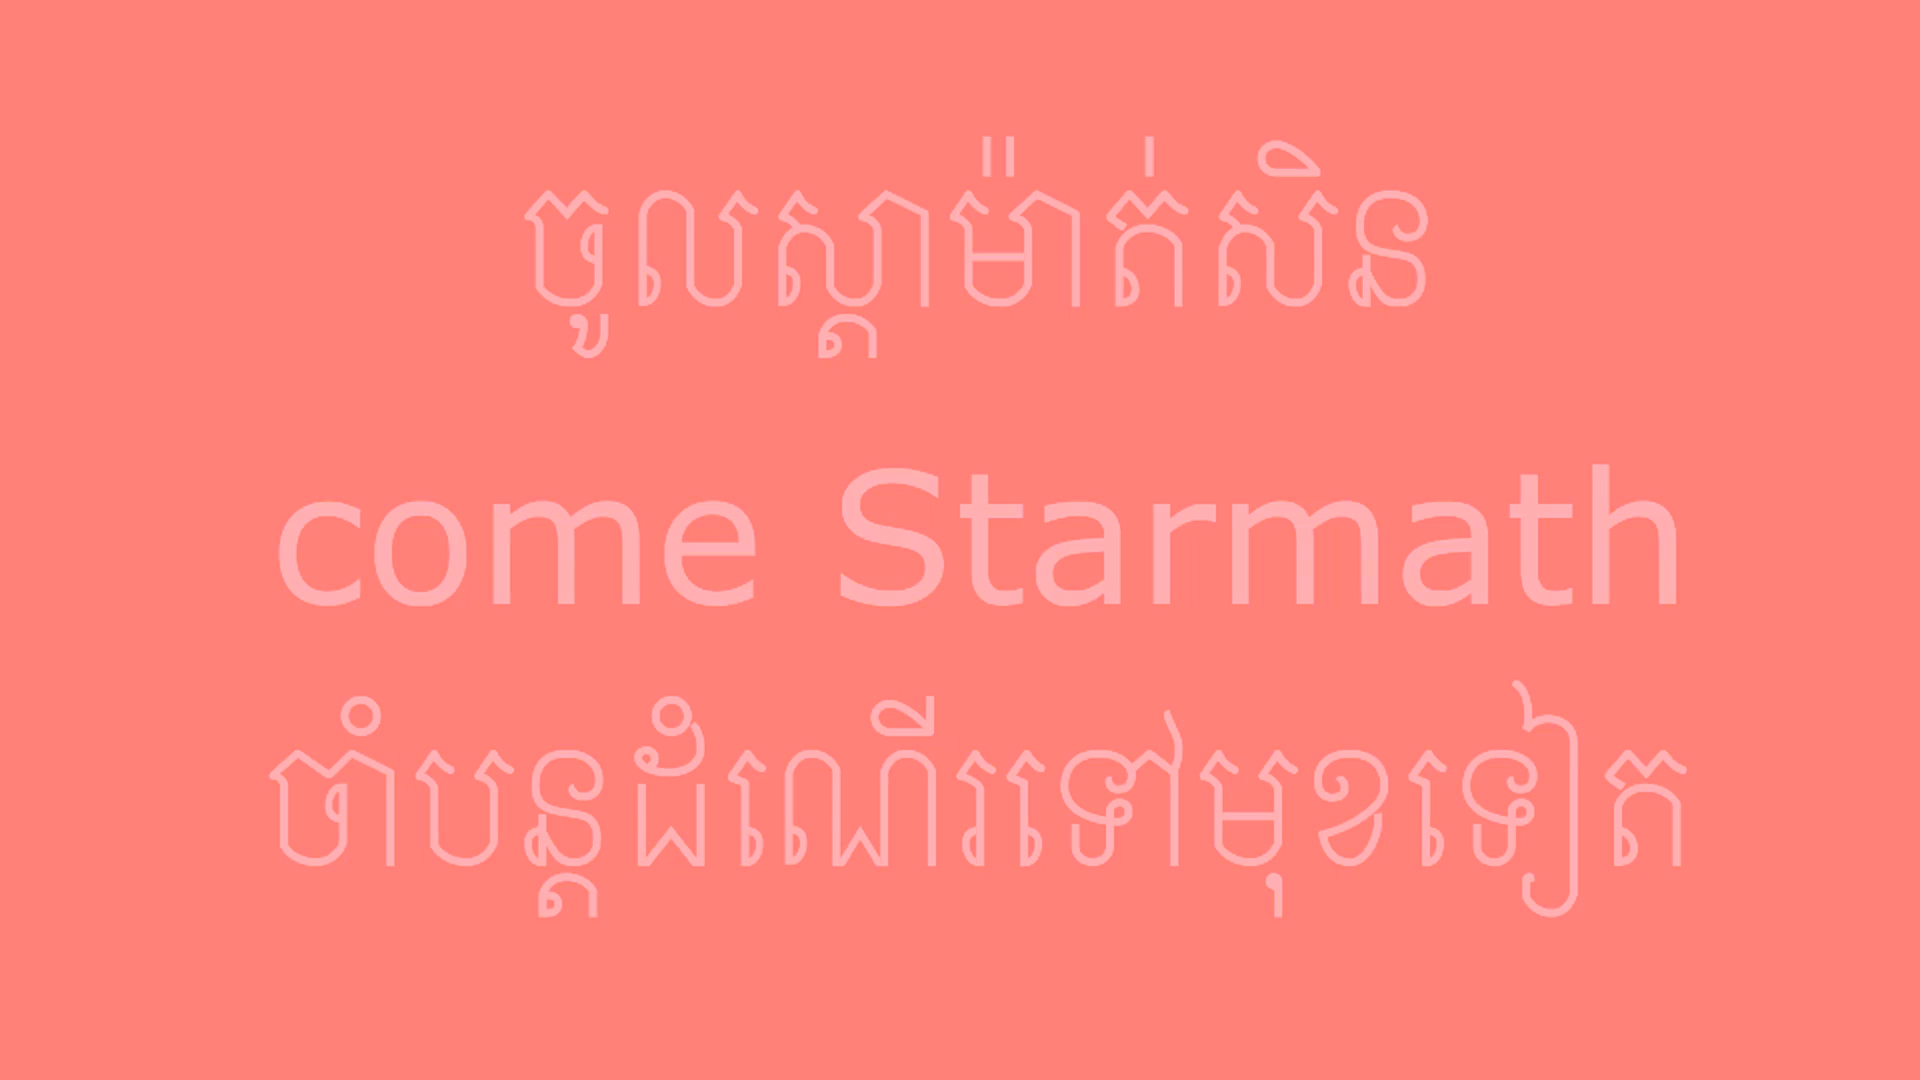 ចូលស្តាម៉ាត់សិន
come Starmath
ចាំបន្តដំណើរទៅមុខទៀត